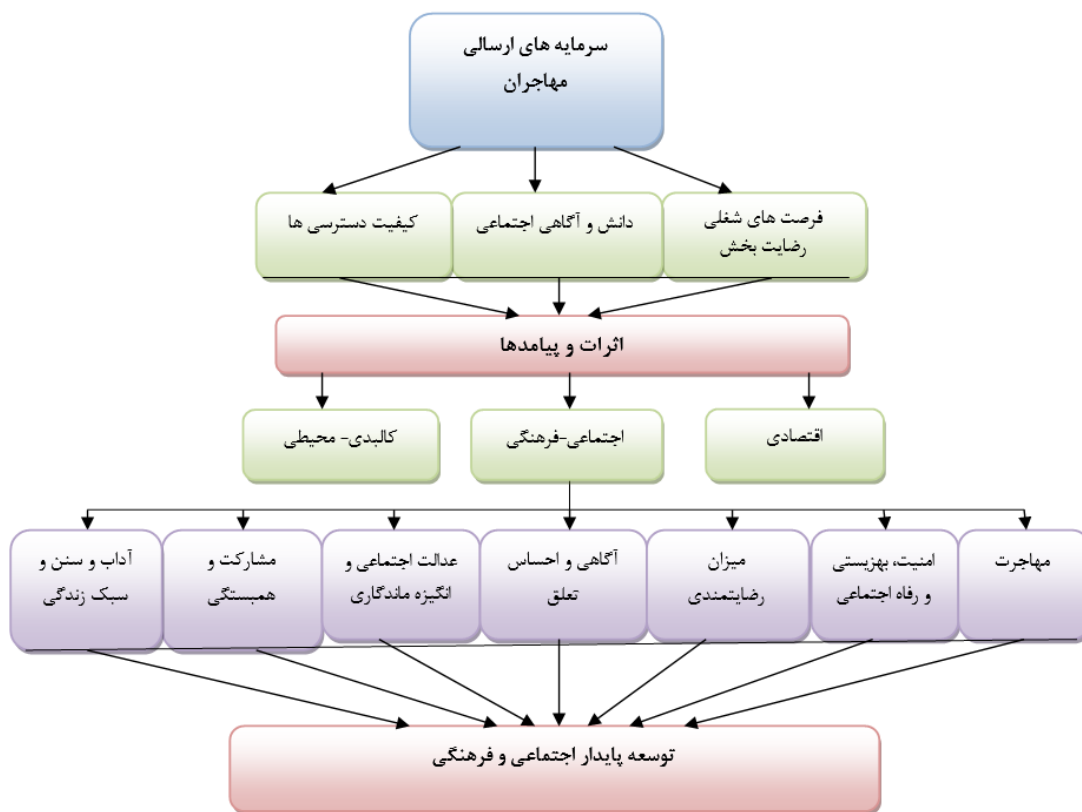 سرمایه های ارسالی
مهاجران
فرصت های شغلی
رضایت بخش
دانش و آگاهی اجتماعی
کیفیت دسترسی ها
اثرات و پیامدها
اقتصادی
اجتماعی-فرهنگی
کالبدی- محیطی
مهاجرت
امنیت، بهزیستی
و رفاه اجتماعی
میزان
رضایتمندی
آگاهی و احساس
تعلق
عدالت اجتماعی و
انگیزه ماندگاری
مشارکت و
همبستگی
آداب و سنن و
سبک زندگی
توسعه پایدار اجتماعی و فرهنگی